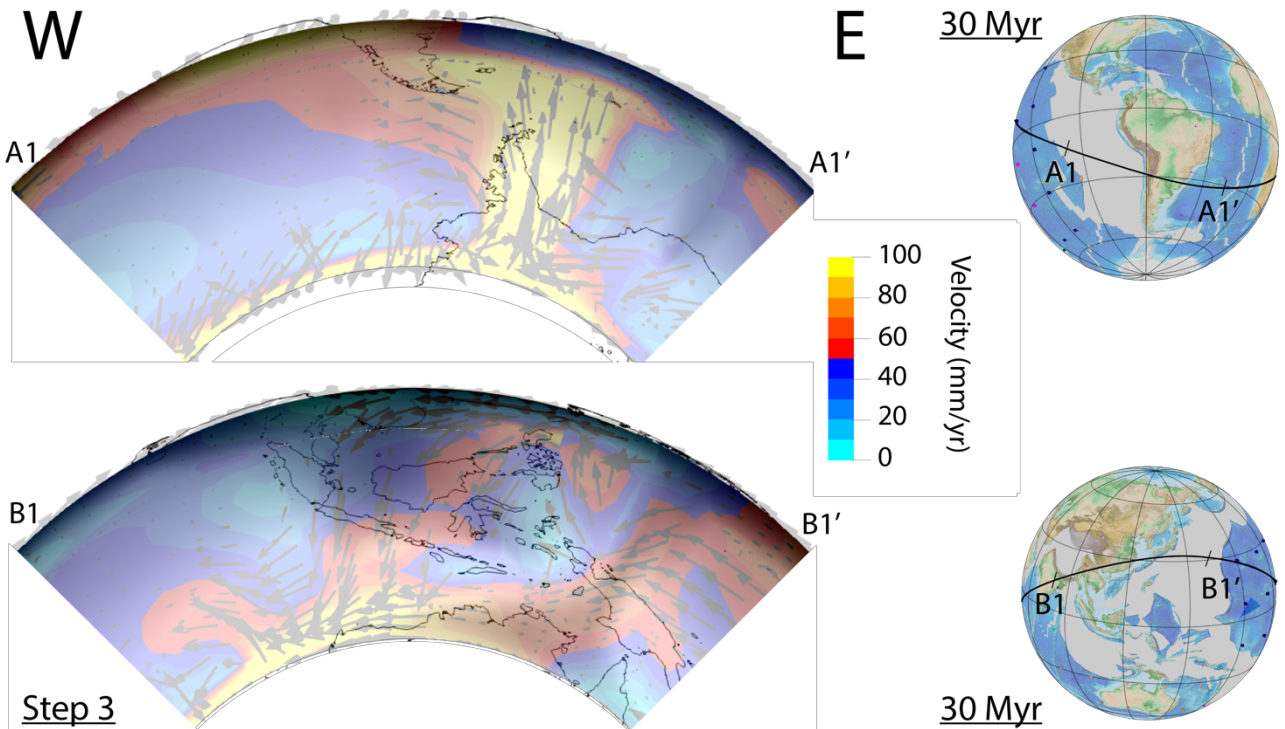 W
E
30 Myr
A1
A1’
A1
A1’
100
80
60
40
20
0
Velocity (mm/yr)
B1
B1’
B1
B1’
Step 3
30 Myr